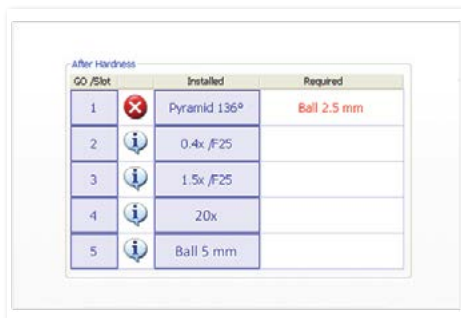 After Hardness
GO /Slot Installed Required
1 Pyramid 136º Ball 2.5 mm
2 0.4x /F25
3 1.5x /F25
4 20x
5 Ball 5 mm